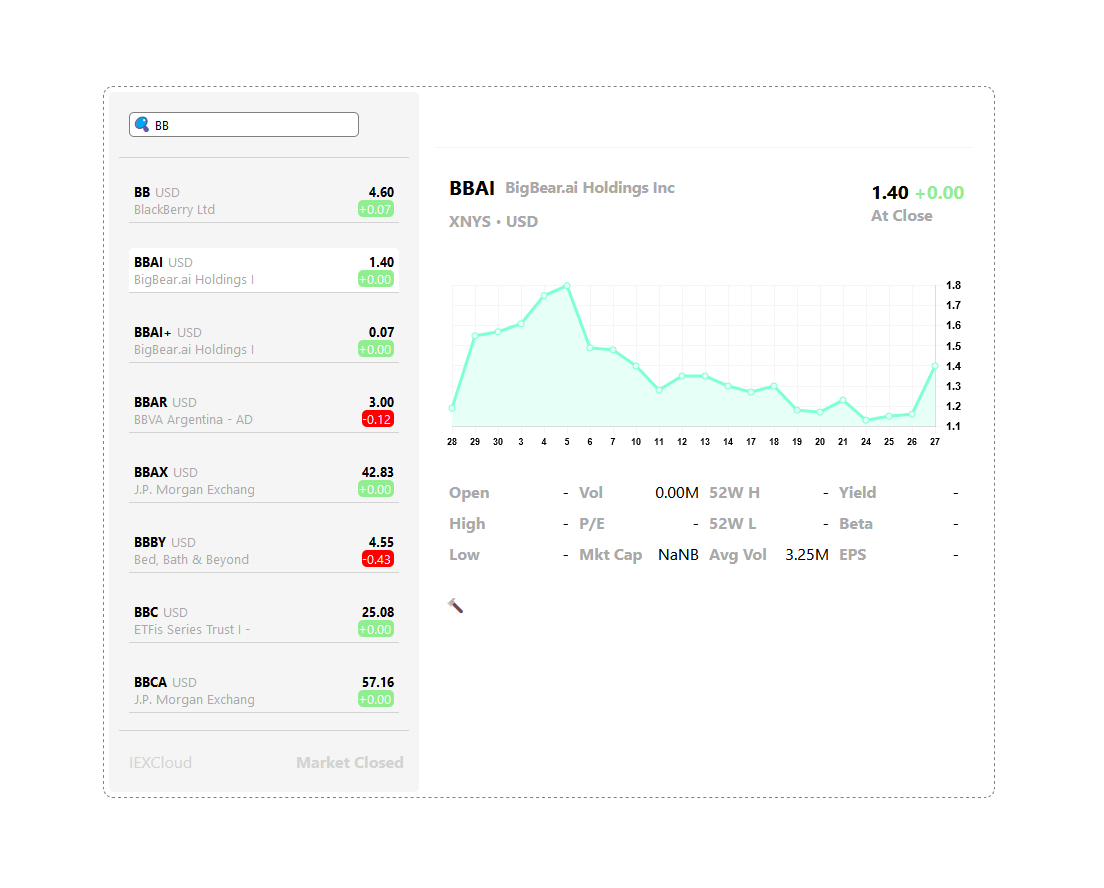 BB
BB USD 4.60
BlackBerry Ltd +0.07
BBAI USD 1.40
BigBear.ai Holdings I +0.00
BBAI+ USD 0.07
BigBear.ai Holdings I +0.00
BBAR USD 3.00
BBVA Argentina - AD -0.12
BBAX USD 42.83
J.P. Morgan Exchang +0.00
BBBY USD 4.55
Bed, Bath & Beyond -0.43
BBC USD 25.08
ETFis Series Trust I - +0.00
BBCA USD 57.16
J.P. Morgan Exchang +0.00
IEXCloud Market Closed
BBAI BigBear.ai Holdings Inc 1.40 +0.00
XNYS • USD At Close
1.8
1.7
1.6
1.5
1.4
1.3
1.2
1.1
28 29 30 3 4 5 6 7 10 11 12 13 14 17 18 19 20 21 24 25 26 27
Open - Vol 0.00M 52W H - Yield -
High - P/E - 52W L - Beta -
Low - Mkt Cap NaNB Avg Vol 3.25M EPS -